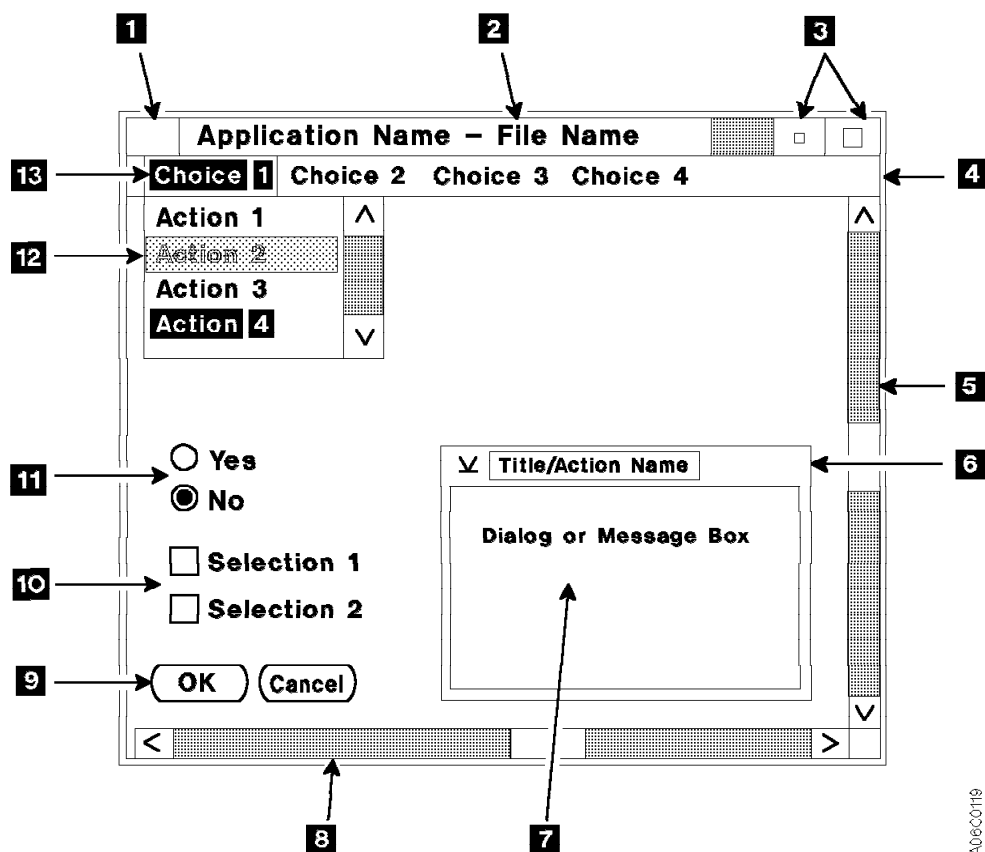 1
2
3
Application Name – File Name
13
Choice 1 Choice 2 Choice 3 Choice 4
4
Action 1
12
Action 2
Action 3
Action 4
5
11
Yes
No
Title/Action Name
6
Dialog or Message Box
10
Selection 1
Selection 2
9
OK
Cancel
8
7
A06C0119